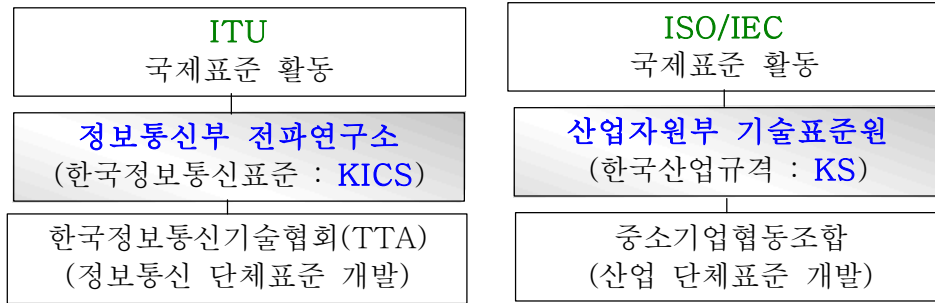 ITU
국제표준 활동
정보통신부 전파연구소
(한국정보통신표준 : KICS)
한국정보통신기술협회(TTA)
(정보통신 단체표준 개발)
ISO/IEC
국제표준 활동
산업자원부 기술표준원
(한국산업규격 : KS)
중소기업협동조합
(산업 단체표준 개발)